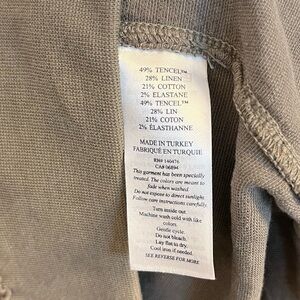 49% TENCEL™
28% LINEN
21% COTTON
2% ELASTANE
49% TENCEL™
28% LIN
21% COTON
2% ÉLASTHANNE
MADE IN TURKEY
FABRIQUÉ EN TURQUIE
RN# 140476
CA# 06894
This garment has been specially
treated. The colors are meant to
fade when washed.
Do not expose to direct sunlight.
Follow care instructions carefully.
Turn inside out.
Machine wash cold with like
colors.
Gentle cycle.
Do not bleach.
Lay flat to dry.
Cool iron if needed.
SEE REVERSE FOR MORE